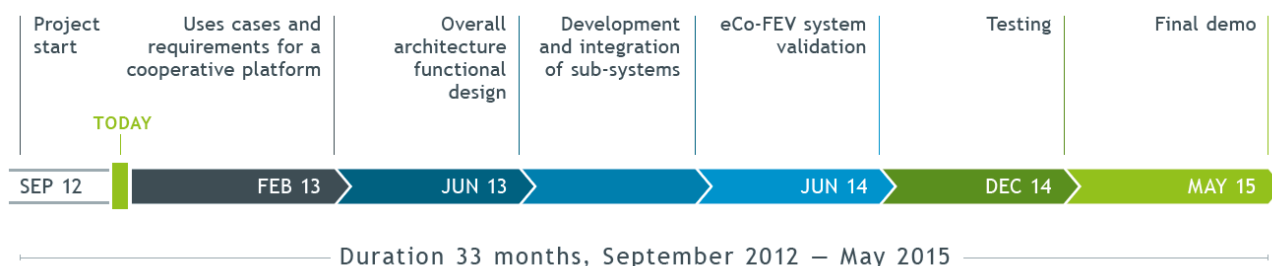 Project
start
Uses cases and
requirements for a
cooperative platform
Overall
architecture
functional
design
Development
and integration
of sub-systems
eCo-FEV system
validation
Testing
Final demo
TODAY
SEP 12
FEB 13
JUN 13
JUN 14
DEC 14
MAY 15
Duration 33 months, September 2012 — May 2015